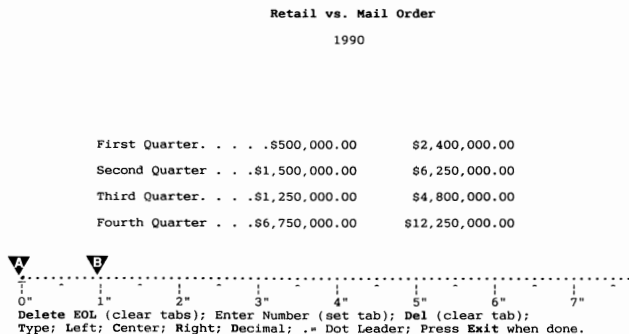 Retail vs. Mail Order
1990
First Quarter. . . . .$500,000.00 $2,400,000.00
Second Quarter . . .$1,500,000.00 $6,250,000.00
Third Quarter. . . .$1,250,000.00 $4,800,000.00
Fourth Quarter . . .$6,750,000.00 $12,250,000.00
A B
0" 1" 2" 3" 4" 5" 6" 7"
Delete EOL (clear tabs); Enter Number (set tab); Del (clear tab);
Type; Left; Center; Right; Decimal; .= Dot Leader; Press Exit when done.